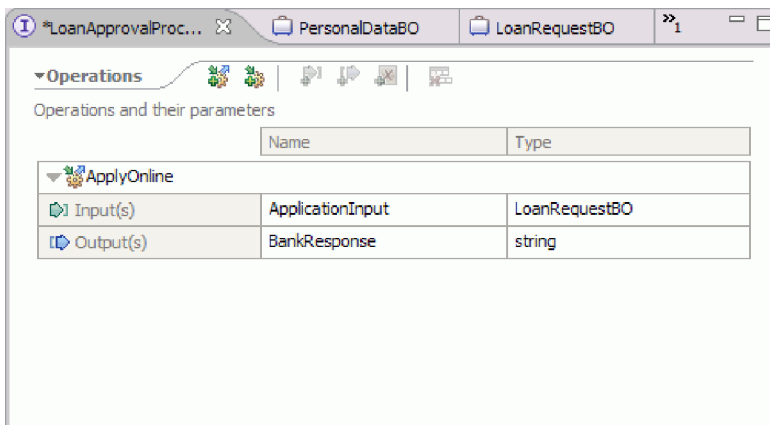 *LoanApprovalProc... PersonalDataBO LoanRequestBO »1
Operations
Operations and their parameters
Name Type
ApplyOnline
Input(s) ApplicationInput LoanRequestBO
Output(s) BankResponse string